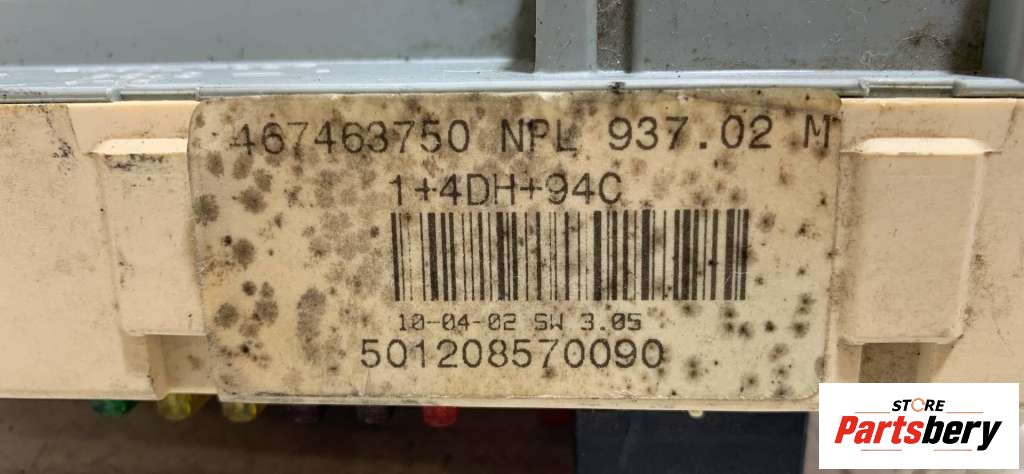 467463750 NPL 937.02 M
1+4DH+94C
10-04-02 SW 3.05
501208570090
STORE
Partsbery